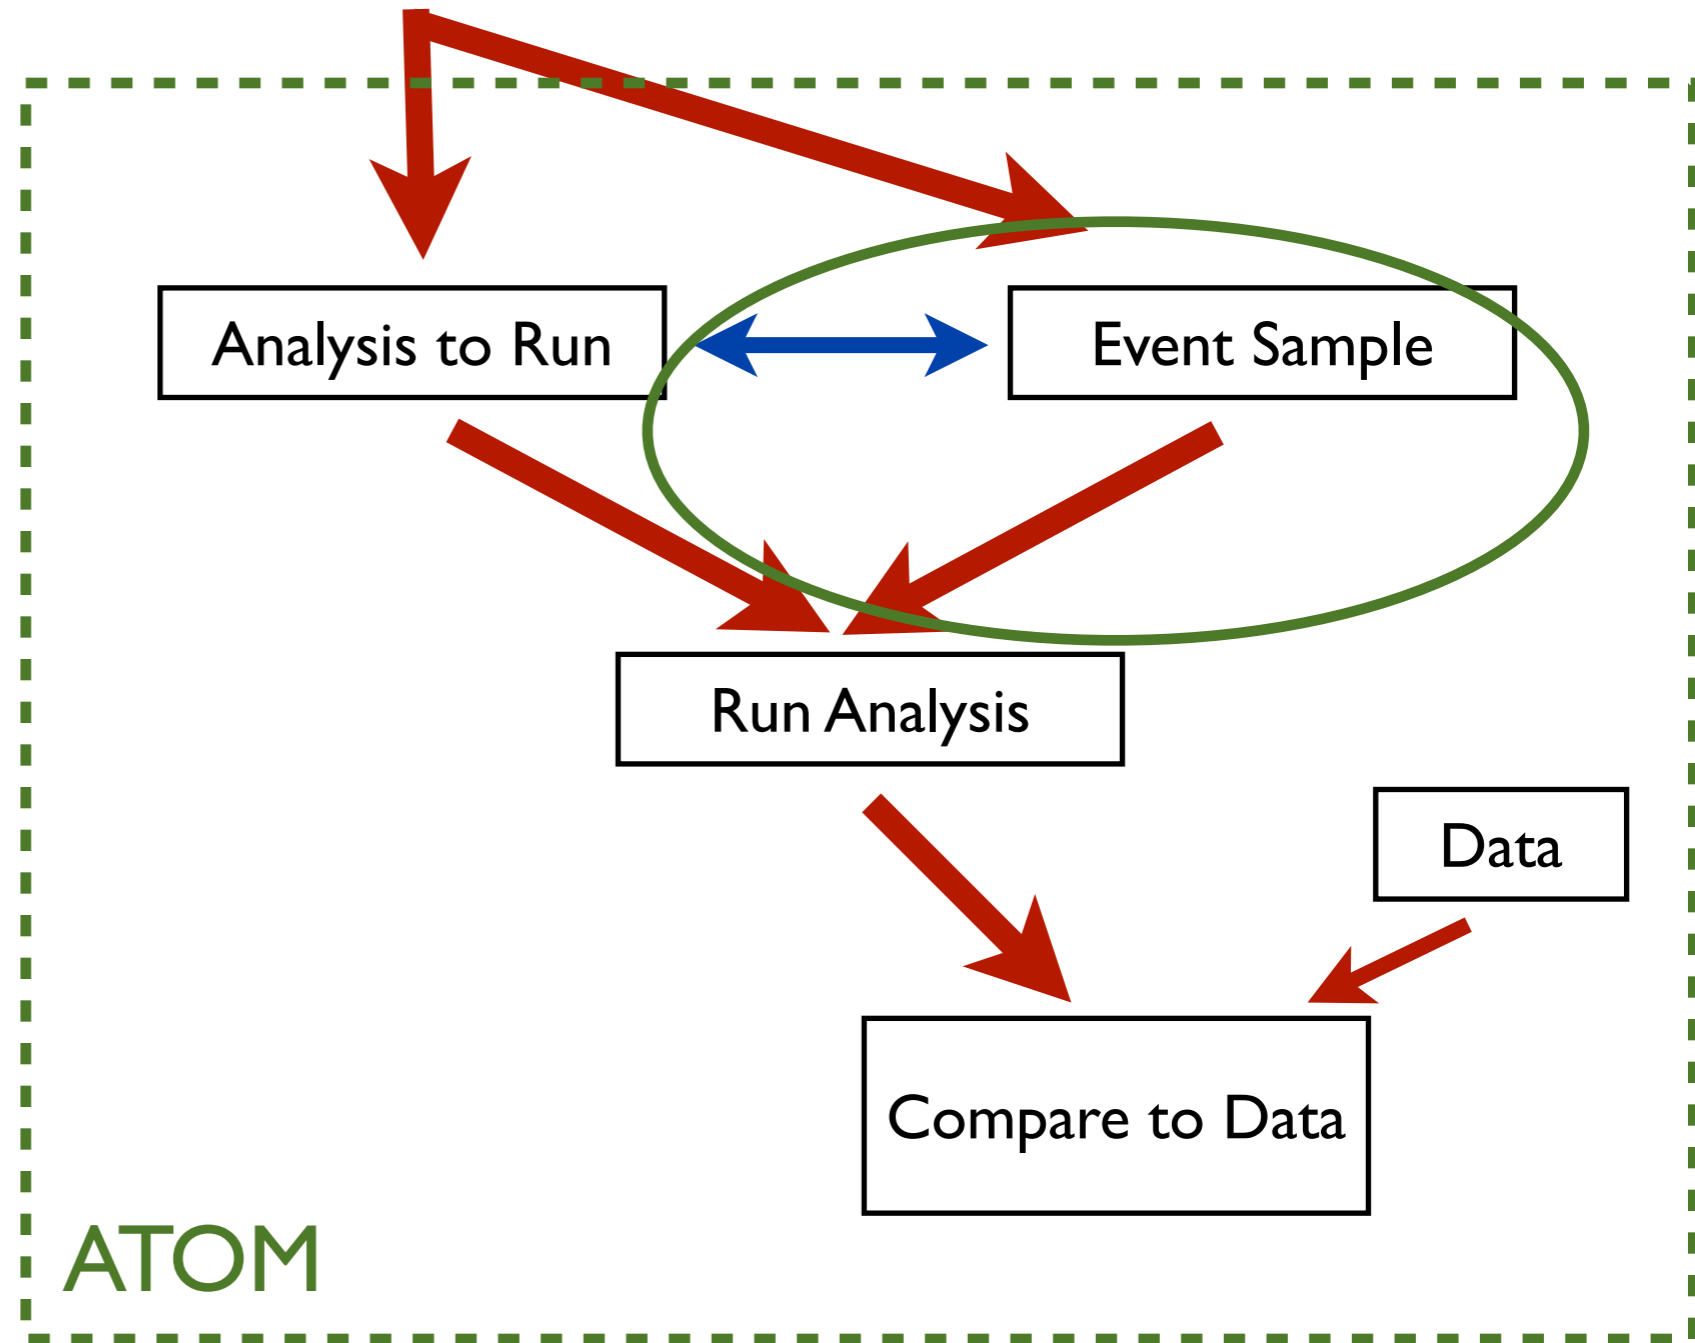 Analysis to Run
Event Sample
Run Analysis
Data
Compare to Data
ATOM